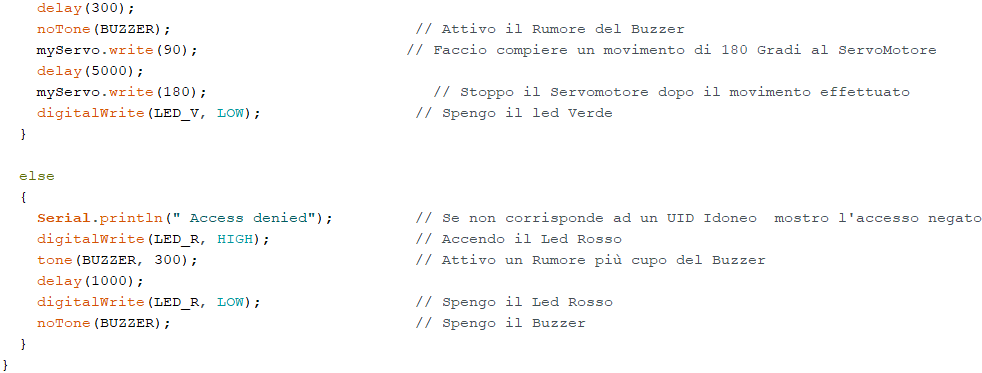 delay(300);
noTone(BUZZER); // Attivo il Rumore del Buzzer
myServo.write(90); // Faccio compiere un movimento di 180 Gradi al ServoMotore
delay(5000);
myServo.write(180); // Stoppo il Servomotore dopo il movimento effettuato
digitalWrite(LED_V, LOW); // Spengo il led Verde
}
else
{
Serial.println(" Access denied"); // Se non corrisponde ad un UID Idoneo  mostro l'accesso negato
digitalWrite(LED_R, HIGH); // Accendo il Led Rosso
tone(BUZZER, 300); // Attivo un Rumore più cupo del Buzzer
delay(1000);
digitalWrite(LED_R, LOW); // Spengo il Led Rosso
noTone(BUZZER); // Spengo il Buzzer
}
}